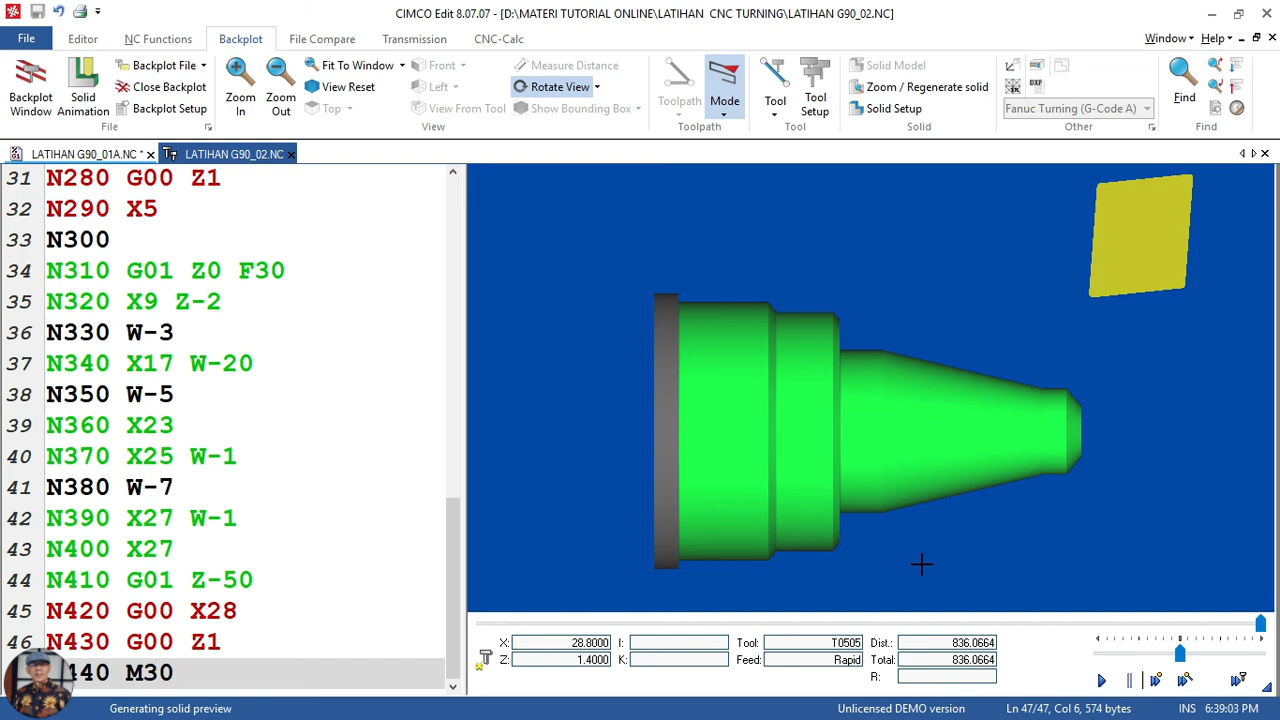 CIMCO Edit 8.07.07 - [D:\MATERI TUTORIAL ONLINE\LATIHAN CNC TURNING\LATIHAN G90_02.NC]
File Editor NC Functions Backplot File Compare Transmission CNC-Calc Window Help
Backplot Window
Solid Animation
Backplot File
Close Backplot
Backplot Setup
File
Zoom In
Zoom Out
Fit To Window
View Reset
Top
Front
Left
View From Tool
Measure Distance
Rotate View
Show Bounding Box
View
Toolpath
Mode
Toolpath
Tool
Tool Setup
Tool
Solid Model
Zoom / Regenerate solid
Solid Setup
Solid
DXF
Fanuc Turning (G-Code A)
Other
Find
Find
LATIHAN G90_01A.NC *
LATIHAN G90_02.NC
31 N280 G00 Z1
32 N290 X5
33 N300
34 N310 G01 Z0 F30
35 N320 X9 Z-2
36 N330 W-3
37 N340 X17 W-20
38 N350 W-5
39 N360 X23
40 N370 X25 W-1
41 N380 W-7
42 N390 X27 W-1
43 N400 X27
44 N410 G01 Z-50
45 N420 G00 X28
46 N430 G00 Z1
440 M30
X: 28.8000 I: Tool: T0505 Dist.: 836.0664
Z: 1.4000 K: Feed: Rapid Total: 836.0664
R:
Generating solid preview Unlicensed DEMO version Ln 47/47, Col 6, 574 bytes INS 6:39:03 PM